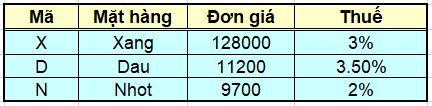 Mã Mặt hàng Đơn giá Thuế
X Xang 128000 3%
D Dau 11200 3.50%
N Nhot 9700 2%